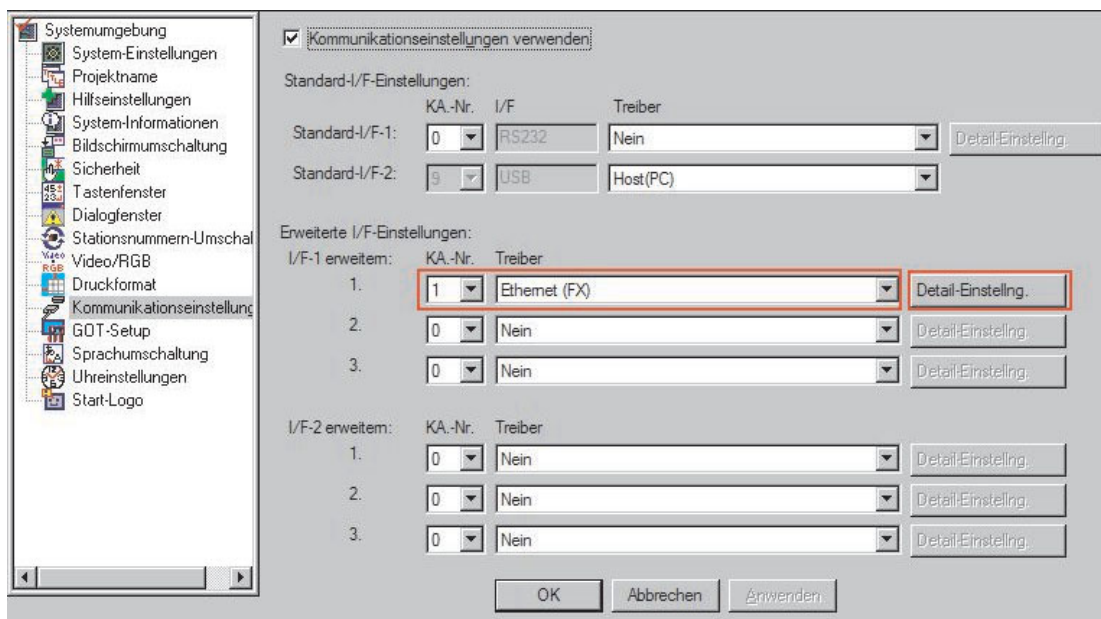 Systemumgebung
System-Einstellungen
Projektname
Hilfseinstellungen
System-Informationen
Bildschirmumschaltung
Sicherheit
Tastenfenster
Dialogfenster
Stationsnummern-Umschal
Video/RGB
Druckformat
Kommunikationseinstellung
GOT-Setup
Sprachumschaltung
Uhreinstellungen
Start-Logo
Kommunikationseinstellungen verwenden
Standard-I/F-Einstellungen:
KA.-Nr. I/F Treiber
Standard-I/F-1: 0 RS232 Nein Detail-Einstellng.
Standard-I/F-2: 9 USB Host(PC)
Erweiterte I/F-Einstellungen:
I/F-1 erweitern: KA.-Nr. Treiber
1. 1 Ethernet (FX) Detail-Einstellng.
2. 0 Nein Detail-Einstellng.
3. 0 Nein Detail-Einstellng.
I/F-2 erweitern: KA.-Nr. Treiber
1. 0 Nein Detail-Einstellng.
2. 0 Nein Detail-Einstellng.
3. 0 Nein Detail-Einstellng.
OK Abbrechen Anwenden